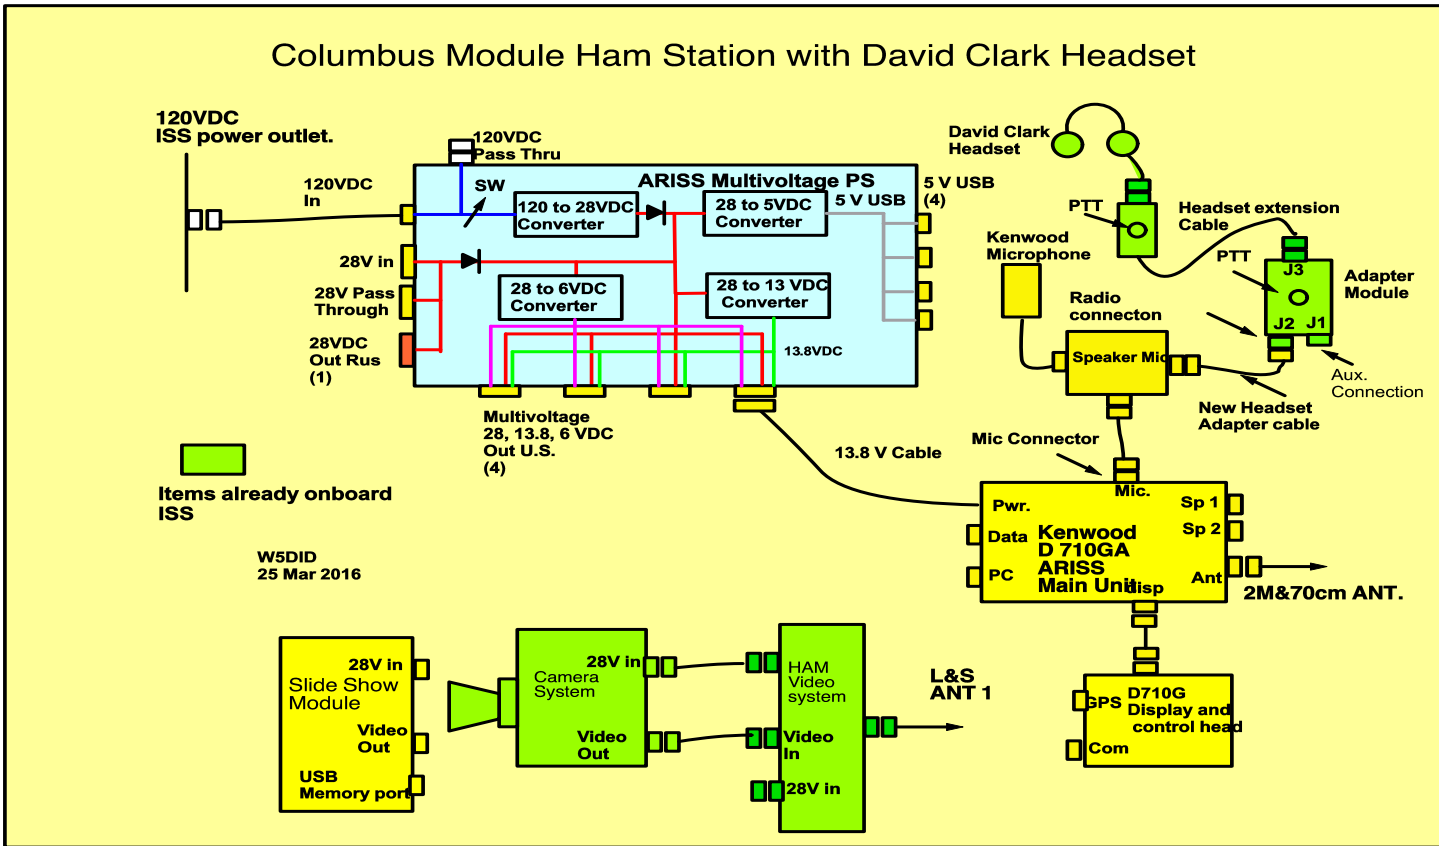 Columbus Module Ham Station with David Clark Headset
120VDC
ISS power outlet.
120VDC
Pass Thru
120VDC
In
SW
ARISS Multivoltage PS
120 to 28VDC
Converter
28 to 5VDC
Converter
5 V USB
5 V USB
(4)
28V in
28V Pass
Through
28VDC
Out Rus
(1)
28 to 6VDC
Converter
28 to 13 VDC
Converter
13.8VDC
Multivoltage
28, 13.8, 6 VDC
Out U.S.
(4)
13.8 V Cable
David Clark
Headset
PTT
Headset extension
Cable
Kenwood
Microphone
PTT
J3
Adapter
Module
J2
J1
Radio
connecton
Speaker Mic
Aux.
Connection
New Headset
Adapter cable
Mic Connector
Items already onboard
ISS
W5DID
25 Mar 2016
Mic.
Pwr.
Sp 1
Data
Sp 2
Kenwood
D 710GA
ARISS
Main Unit
PC
Ant
disp
2M&70cm ANT.
28V in
Slide Show
Module
Video
Out
USB
Memory port
28V in
Camera
System
Video
Out
HAM
Video
system
Video
In
28V in
L&S
ANT 1
GPS
D710G
Display and
control head
Com